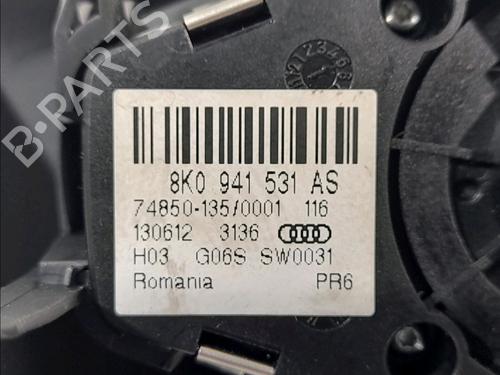 B-PARTS
8K0 941 531 AS
74850-135/0001 116
130612 3136
H03 G06S SW0031
Romania PR6